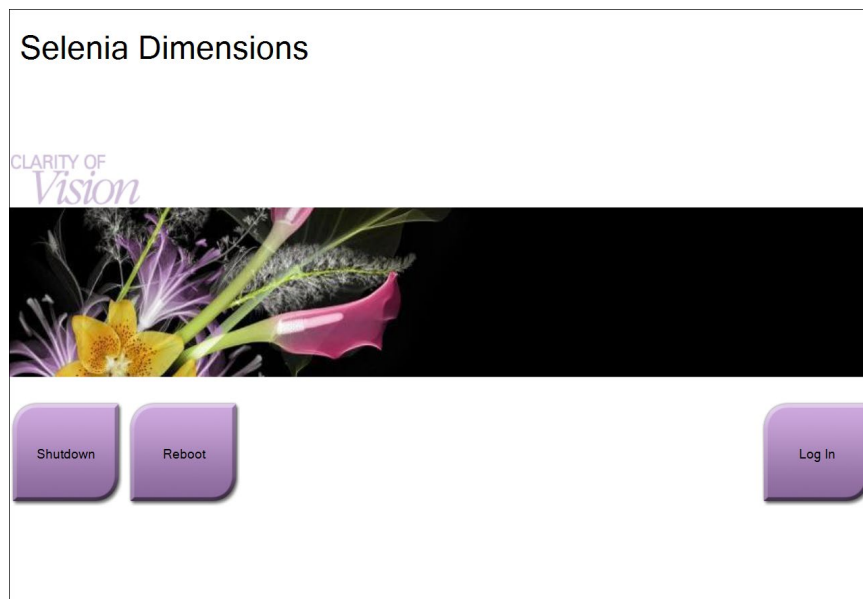 Selenia Dimensions
CLARITY OF
Vision
Shutdown
Reboot
Log In